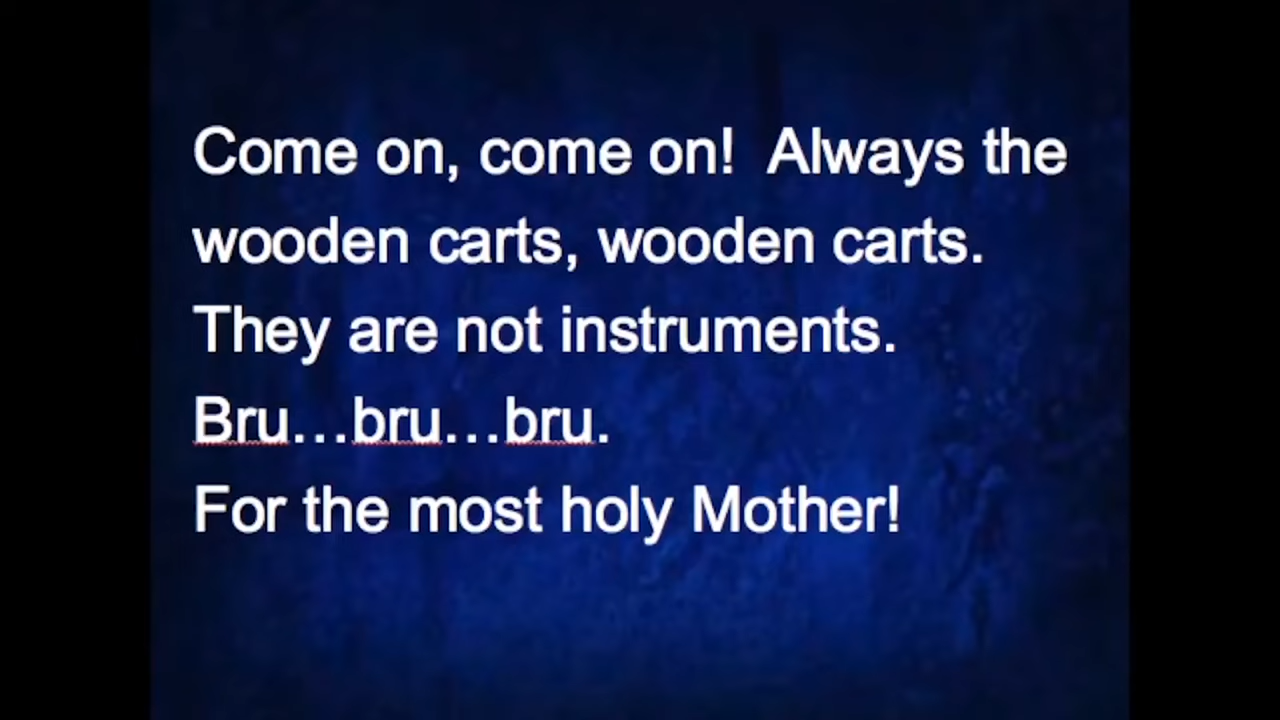 Come on, come on!  Always the
wooden carts, wooden carts.
They are not instruments.
Bru…bru…bru.
For the most holy Mother!